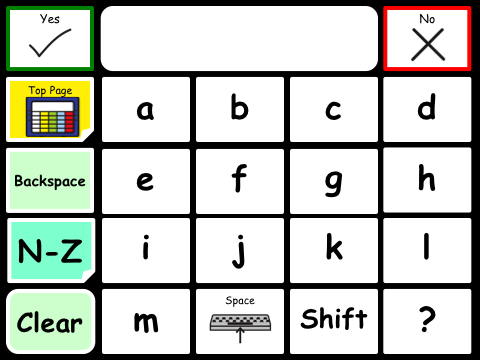 Yes
No
Top Page
a
b
c
d
Backspace
e
f
g
h
N-Z
i
j
k
l
Clear
m
Space
Shift
?